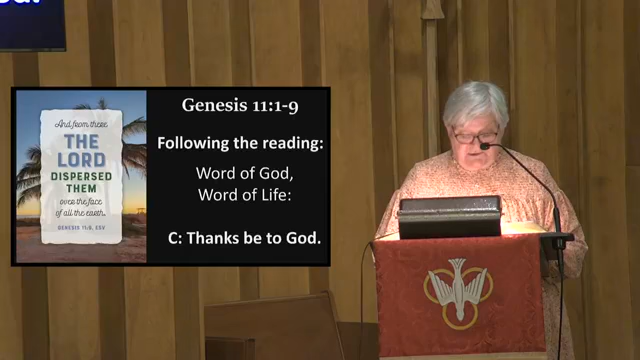 Genesis 11:1-9
Following the reading:
Word of God,
Word of Life:
C: Thanks be to God.
And from there
THE
LORD
DISPERSED
THEM
over the face
of all the earth.
GENESIS 11:9, ESV